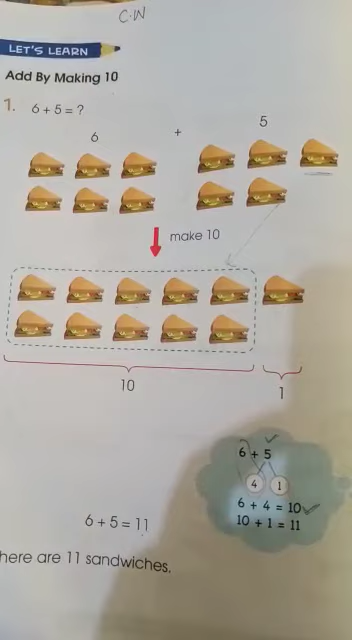 C.W
LET'S LEARN
Add By Making 10
1. 6 + 5 = ?
6 + 5
make 10
10 1
6 + 5
4 1
6 + 4 = 10
10 + 1 = 11
6 + 5 = 11
here are 11 sandwiches.